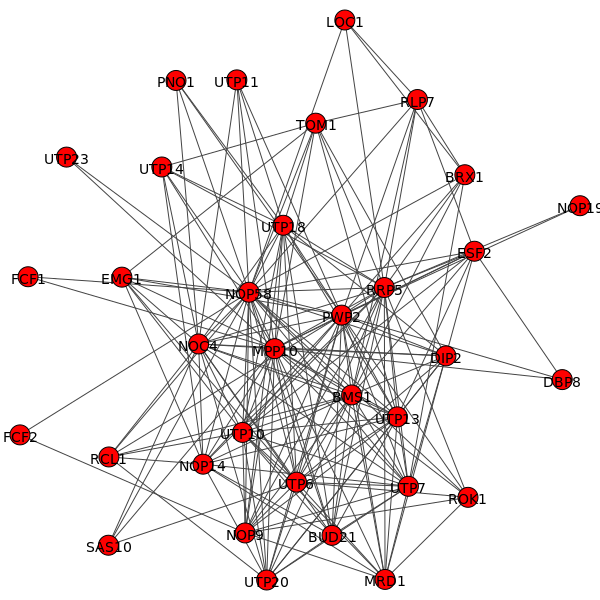 LOC1
PNO1
UTP11
RLP7
TOM1
UTP23
UTP14
BRX1
NOP19
UTP18
ESF2
FCF1
EMG1
NOP58
RRP5
PWP2
NOC4
MPP10
DIP2
DBP8
BMS1
UTP13
FCF2
UTP10
RCL1
NOP14
UTP6
UTP7
ROK1
NOP9
BUD21
SAS10
UTP20
MRD1